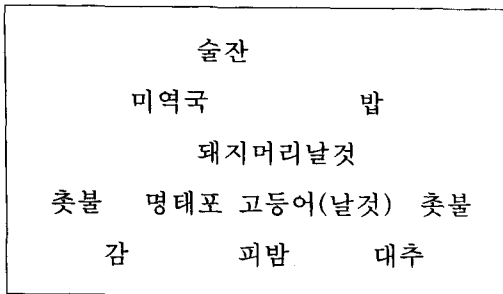 술잔
미역국 밥
돼지머리날것
촛불 명태포 고등어(날것) 촛불
감 피밤 대추